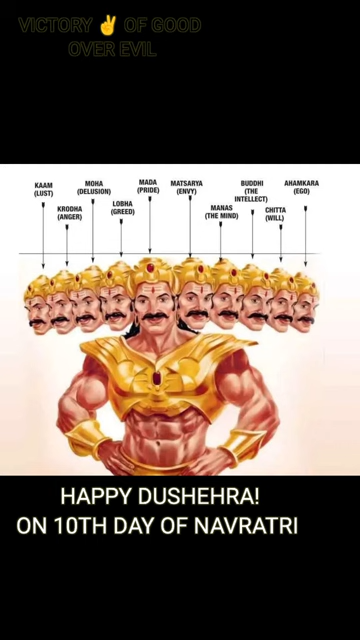 VICTORY ✌ OF GOOD
OVER EVIL
KAAM
(LUST)
KRODHA
(ANGER)
MOHA
(DELUSION)
LOBHA
(GREED)
MADA
(PRIDE)
MATSARYA
(ENVY)
MANAS
(THE MIND)
BUDDHI
(THE
INTELLECT)
CHITTA
(WILL)
AHAMKARA
(EGO)
HAPPY DUSHEHRA!
ON 10TH DAY OF NAVRATRI